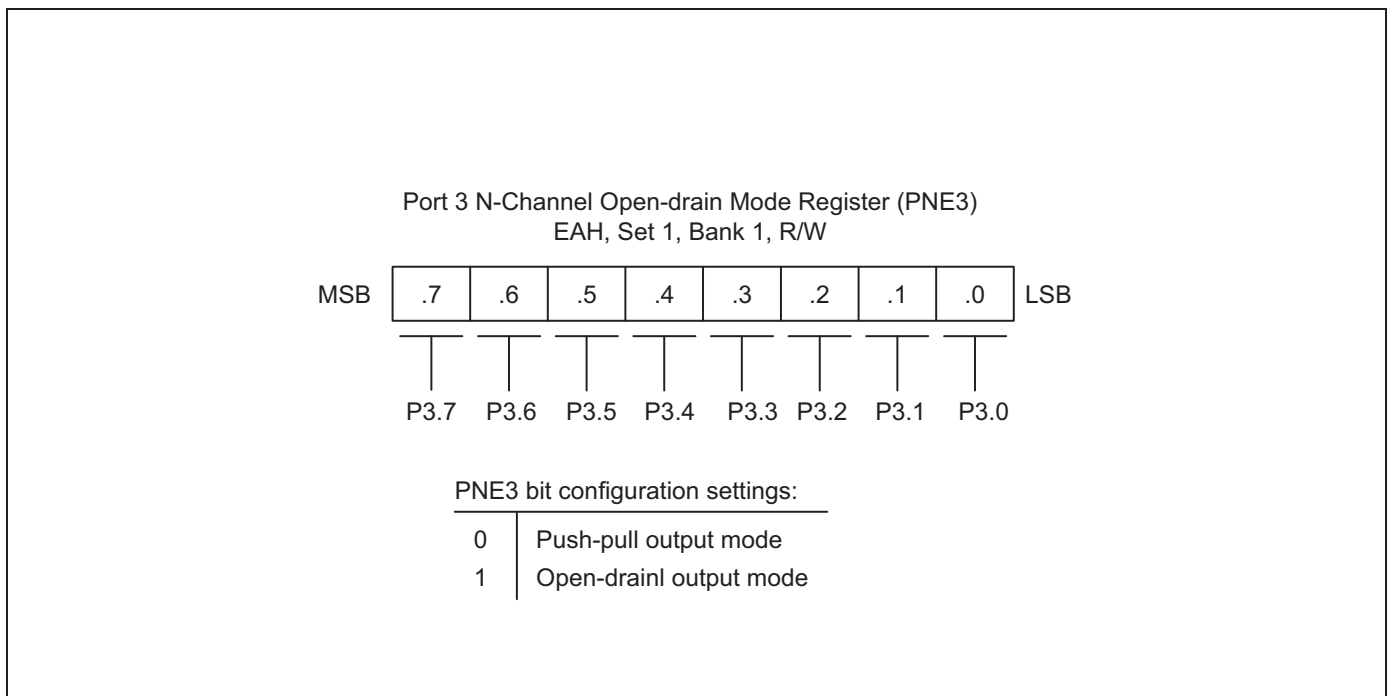 Port 3 N-Channel Open-drain Mode Register (PNE3)
EAH, Set 1, Bank 1, R/W
MSB .7 .6 .5 .4 .3 .2 .1 .0 LSB
P3.7 P3.6 P3.5 P3.4 P3.3 P3.2 P3.1 P3.0
PNE3 bit configuration settings:
0 Push-pull output mode
1 Open-drainl output mode